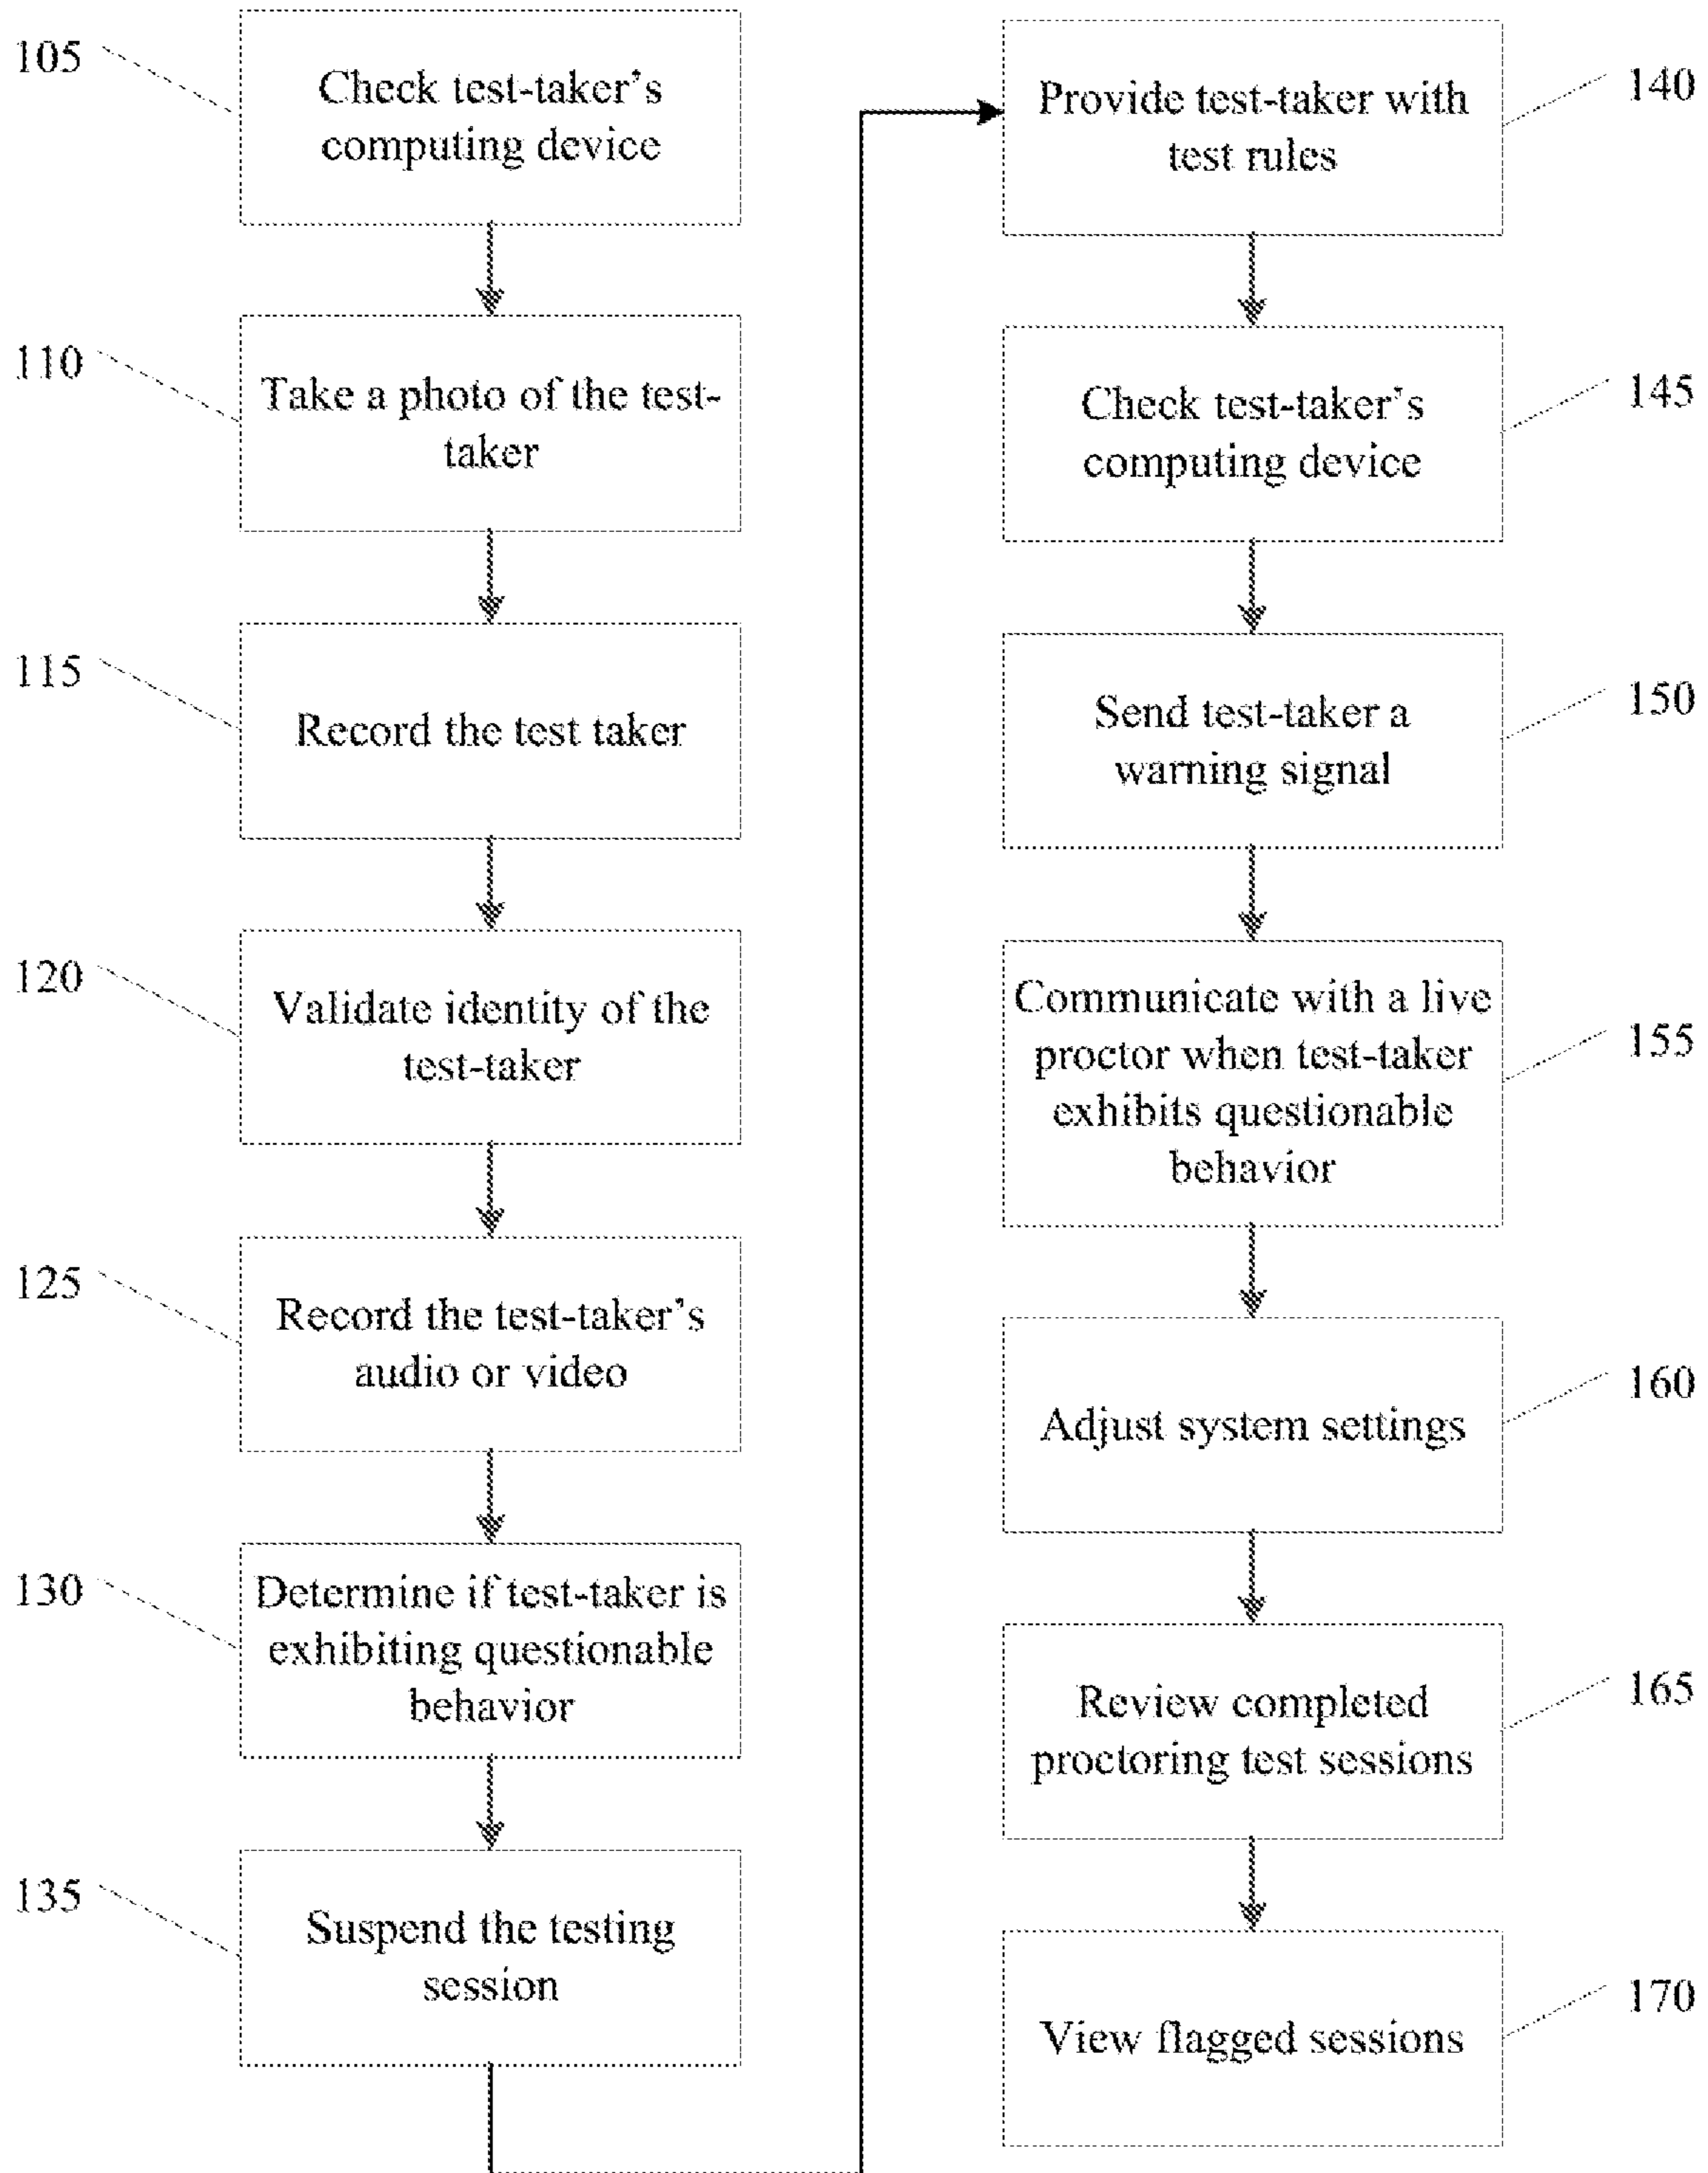 105
Check test-taker's
computing device
110
Take a photo of the test-
taker
115
Record the test taker
120
Validate identity of the
test-taker
125
Record the test-taker's
audio or video
130
Determine if test-taker is
exhibiting questionable
behavior
135
Suspend the testing
session
140
Provide test-taker with
test rules
145
Check test-taker's
computing device
150
Send test-taker a
warning signal
155
Communicate with a live
proctor when test-taker
exhibits questionable
behavior
160
Adjust system settings
165
Review completed
proctoring test sessions
170
View flagged sessions